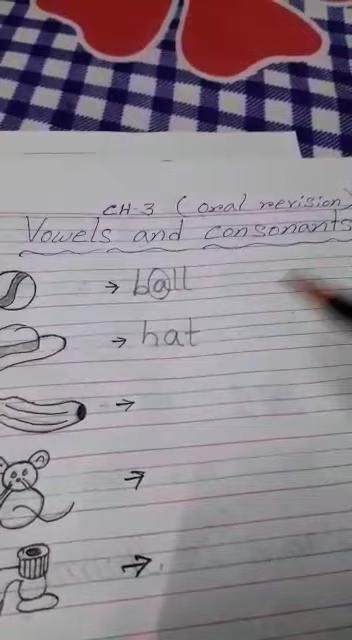 CH-3 (Oral revision)
Vowels and consonants
→ ball
→ hat
→
→
→